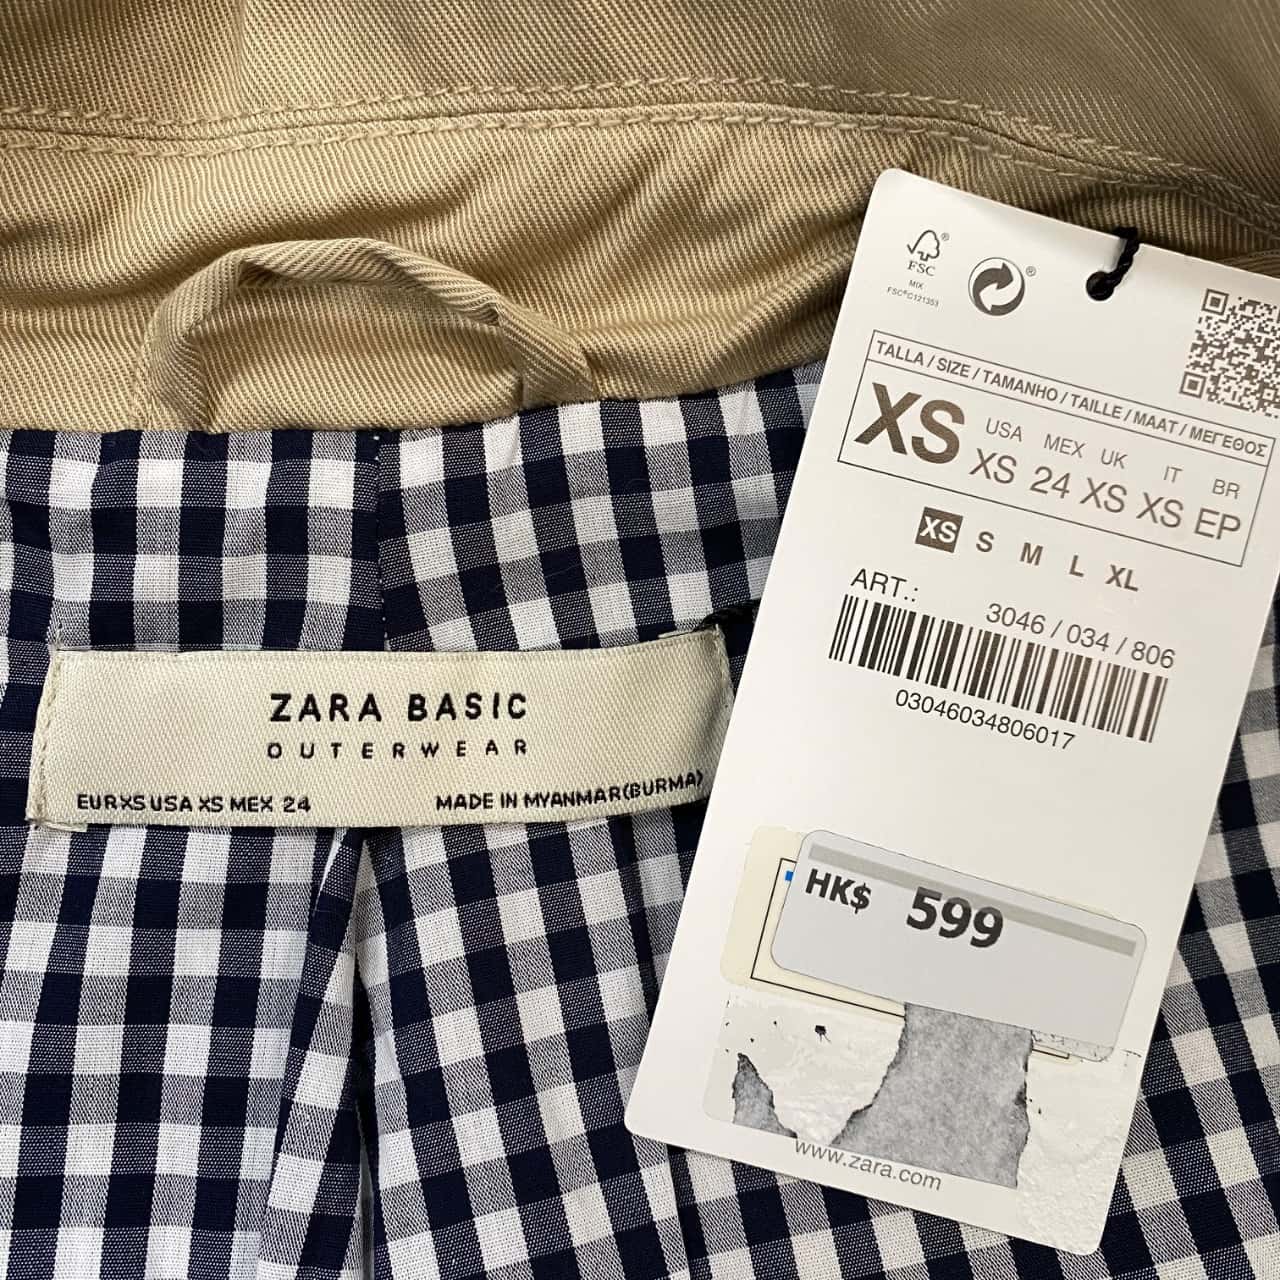 ZARA BASIC
OUTERWEAR
EUR XS USA XS MEX 24
MADE IN MYANMAR(BURMA)
FSC®
MIX
FSC®C121353
®
TALLA / SIZE / TAMANHO / TAILLE / MAAT / ΜΕΓΕΘΟΣ
XS
USA MEX UK IT BR
XS 24 XS XS EP
XS S M L XL
ART.:
3046 / 034 / 806
03046034806017
HK$ 599
www.zara.com